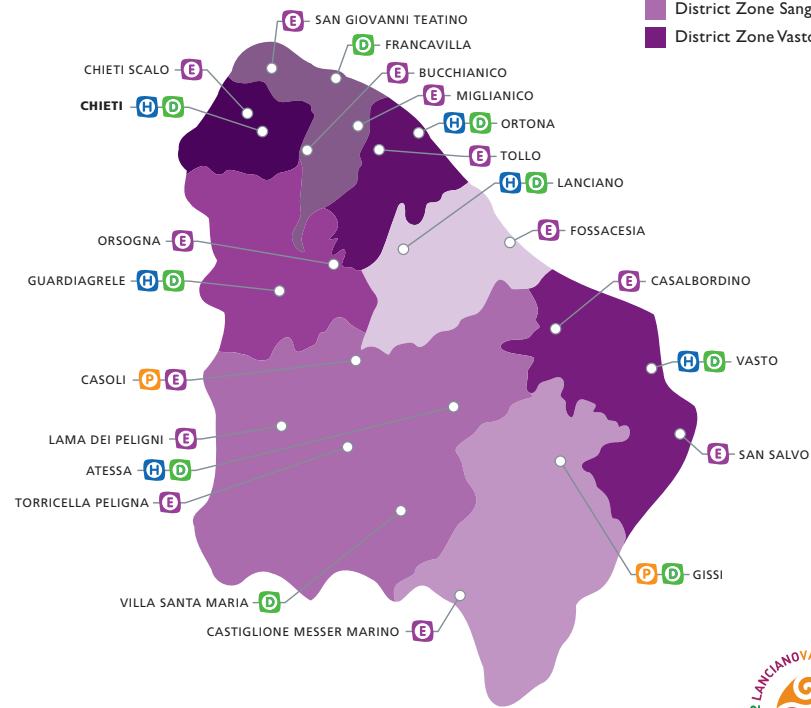 District Zone Sang
District Zone Vasto
E SAN GIOVANNI TEATINO
D FRANCAVILLA
CHIETI SCALO E
E BUCCHIANICO
E MIGLIANICO
CHIETI H D
H D ORTONA
E TOLLO
H D LANCIANO
E FOSSACESIA
ORSOGNA E
GUARDIAGRELE H D
E CASALBORDINO
H D VASTO
CASOLI P E
LAMA DEI PELIGNI E
E SAN SALVO
ATESSA H D
TORRICELLA PELIGNA E
P D GISSI
VILLA SANTA MARIA D
CASTIGLIONE MESSER MARINO E
LANCIANOVA